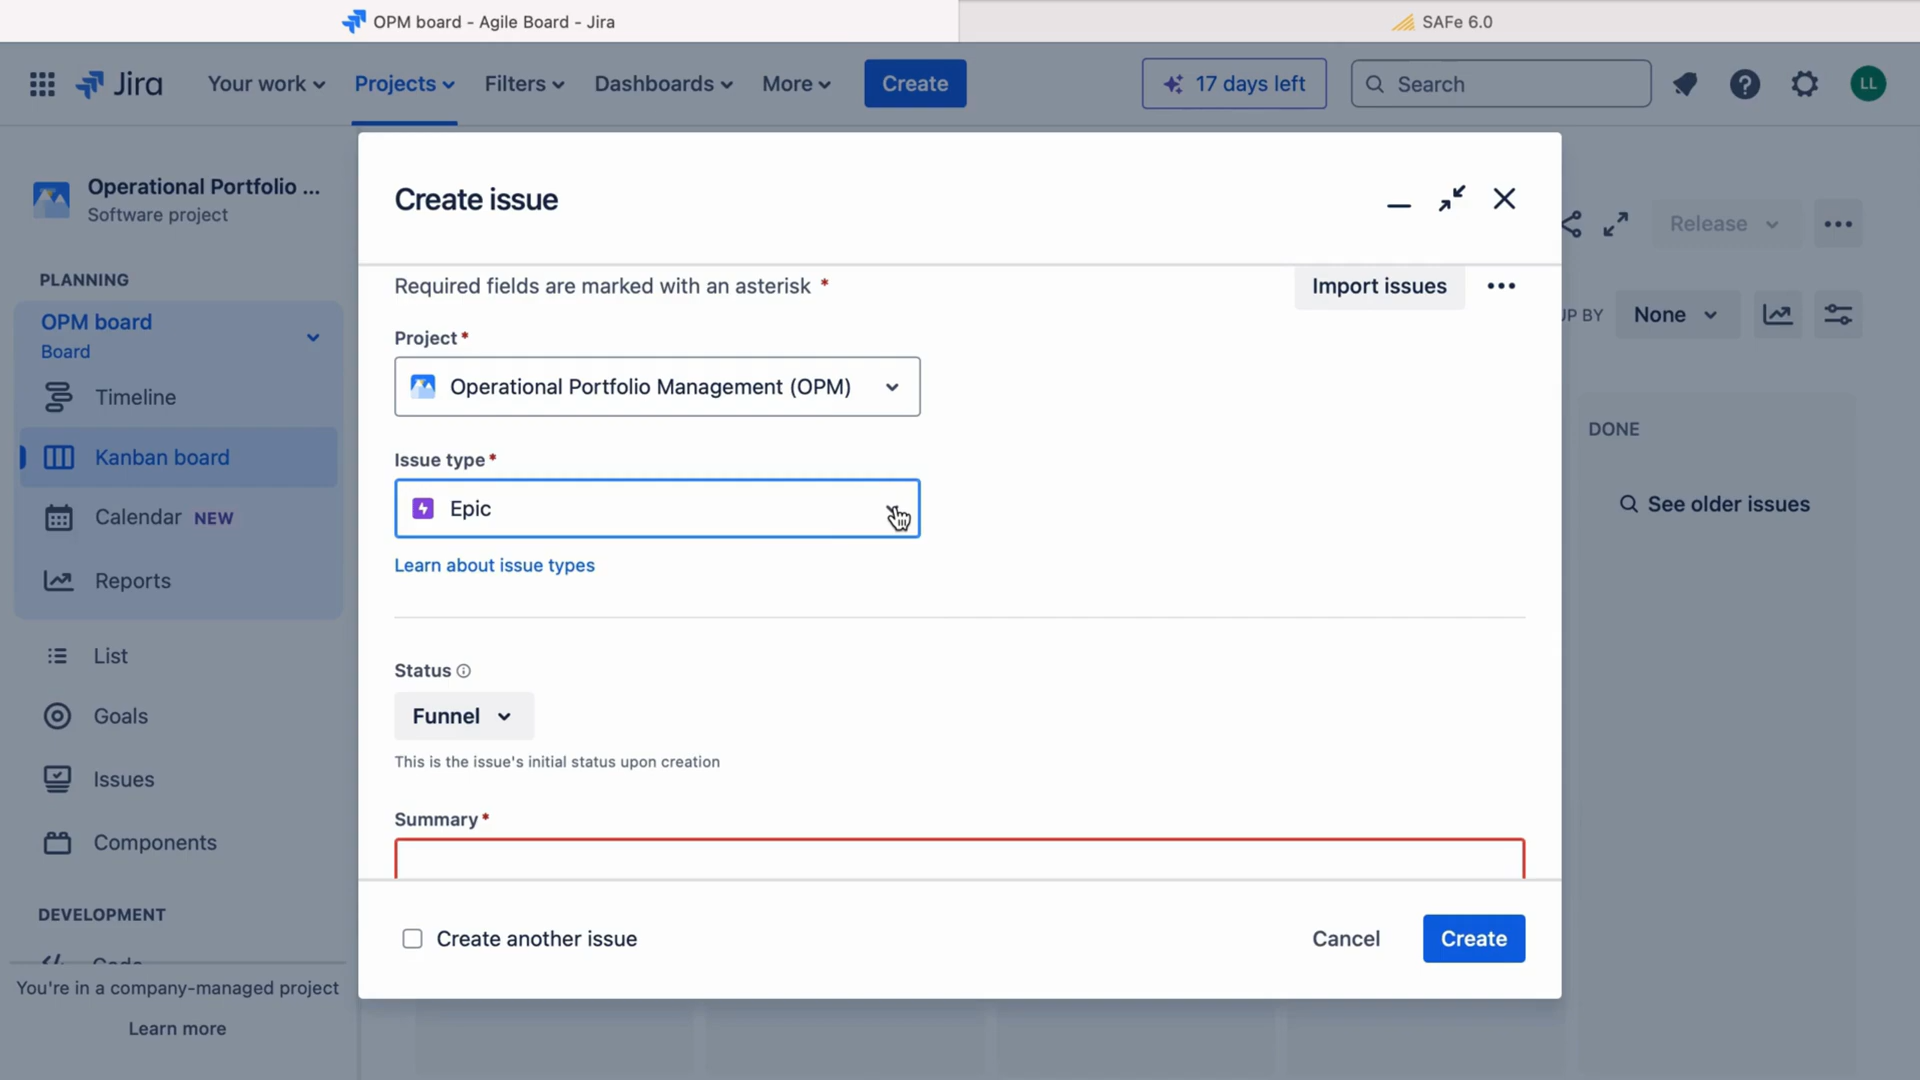 OPM board - Agile Board - Jira
SAFe 6.0
Jira
Your work
Projects
Filters
Dashboards
More
Create
17 days left
Search
LL
Operational Portfolio ...
Software project
PLANNING
OPM board
Board
Timeline
Kanban board
Calendar NEW
Reports
List
Goals
Issues
Components
DEVELOPMENT
You're in a company-managed project
Learn more
Create issue
Required fields are marked with an asterisk *
Import issues
Project*
Operational Portfolio Management (OPM)
Issue type*
Epic
Learn about issue types
Status
Funnel
This is the issue's initial status upon creation
Summary*
Create another issue
Cancel
Create
Release
UP BY
None
DONE
See older issues